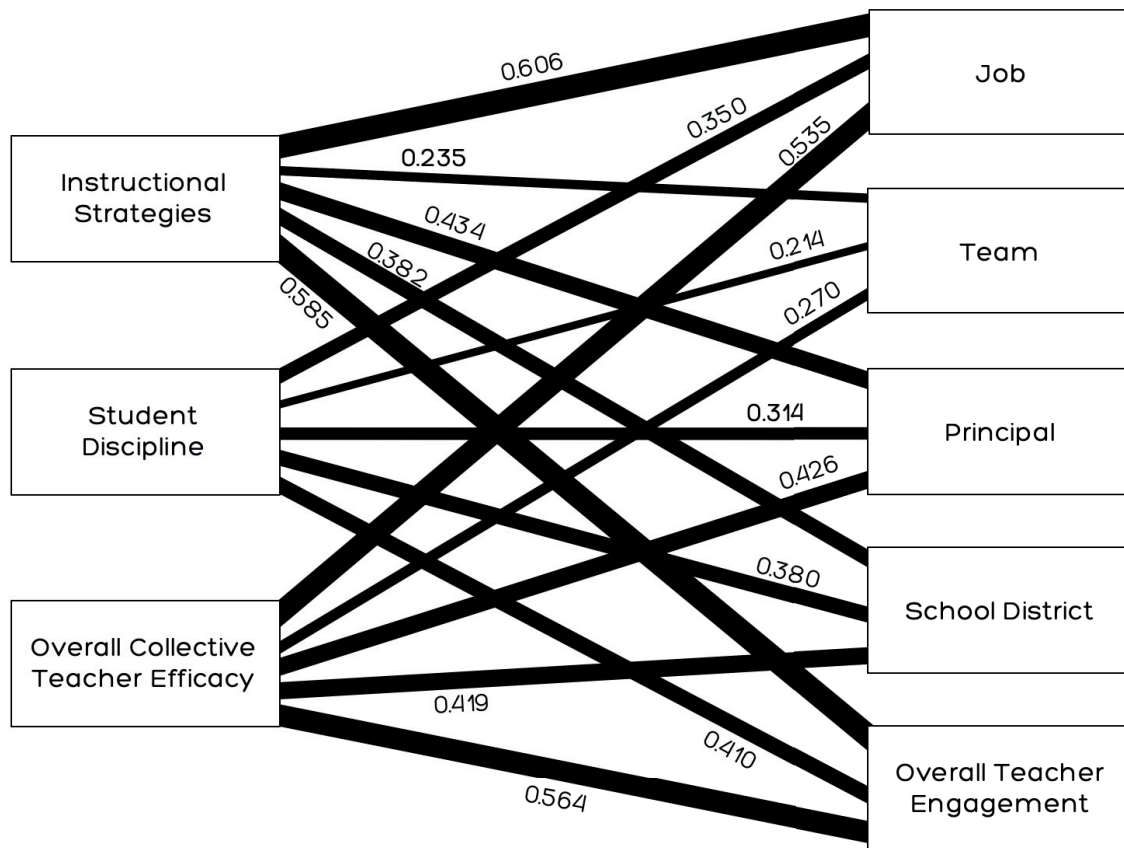 Job
0.606
0.350
0.535
0.235
Instructional
Strategies
0.434
0.214
Team
0.382
0.270
0.585
Student
Discipline
0.314
Principal
0.426
0.380
School District
Overall Collective
Teacher Efficacy
0.419
0.410
Overall Teacher
Engagement
0.564